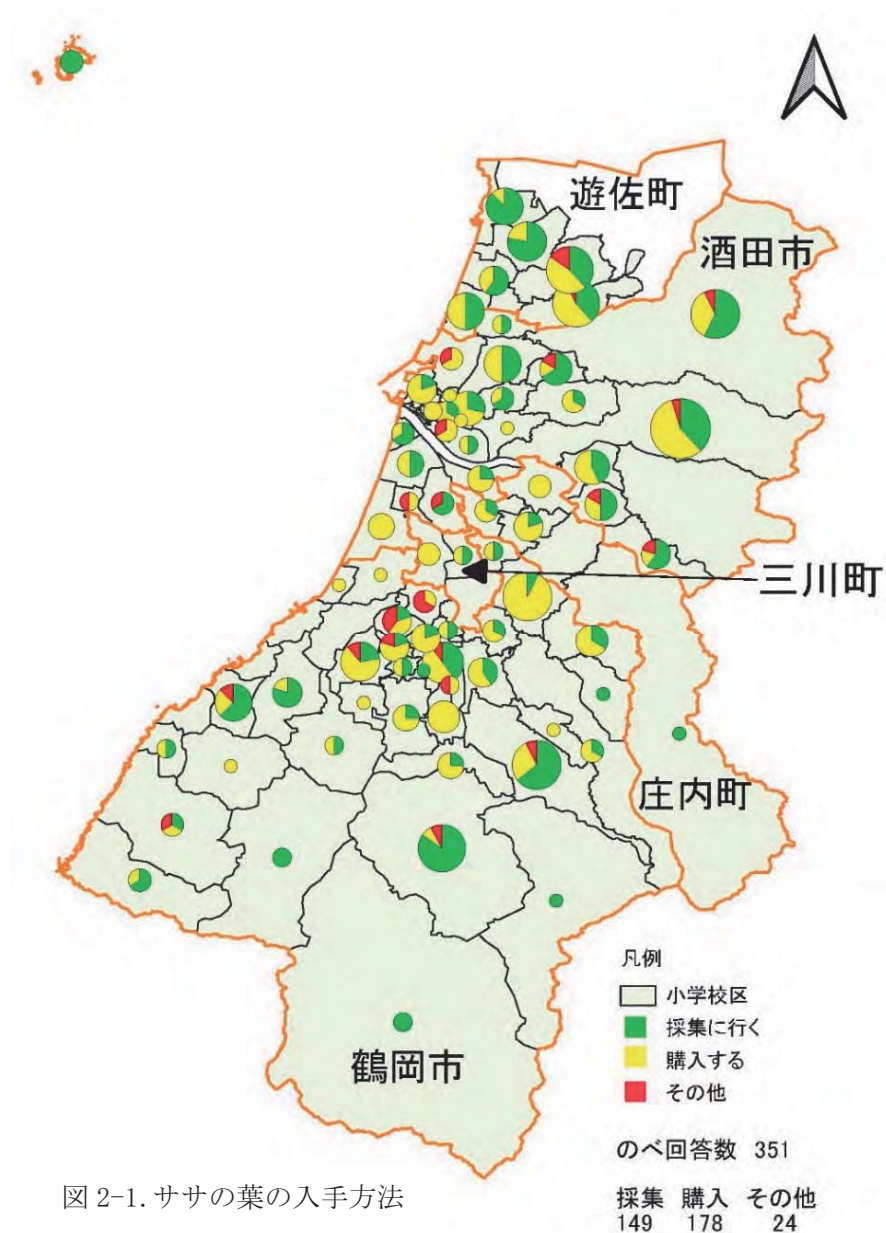 遊佐町
酒田市
三川町
庄内町
鶴岡市
凡例
小学校区
採集に行く
購入する
その他
のべ回答数 351
採集 購入 その他
149 178 24
図 2-1. ササの葉の入手方法